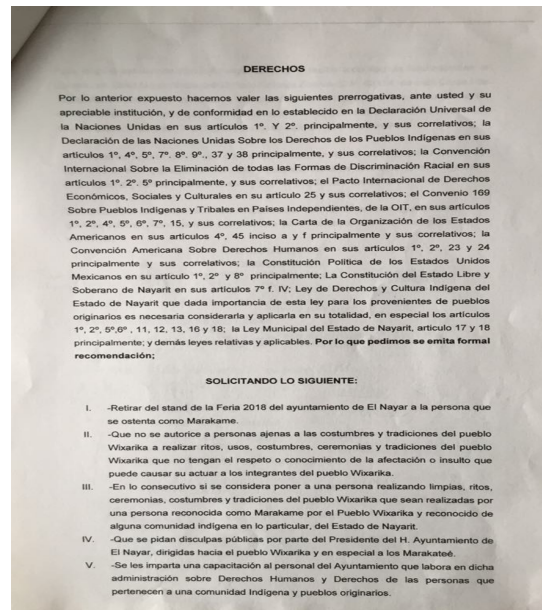 DERECHOS
Por lo anterior expuesto hacemos valer las siguientes prerrogativas, ante usted y su
apreciable institución, y de conformidad en lo establecido en la Declaración Universal de
la Naciones Unidas en sus artículos 1º. Y 2º. principalmente, y sus correlativos; la
Declaración de las Naciones Unidas Sobre los Derechos de los Pueblos Indígenas en sus
artículos 1º, 4º, 5º, 7º. 8º. 9º., 37 y 38 principalmente, y sus correlativos; la Convención
Internacional Sobre la Eliminación de todas las Formas de Discriminación Racial en sus
artículos 1º. 2º. 5º principalmente, y sus correlativos; el Pacto Internacional de Derechos
Económicos, Sociales y Culturales en su artículo 25 y sus correlativos; el Convenio 169
Sobre Pueblos Indígenas y Tribales en Países Independientes, de la OIT, en sus artículos
1º, 2º, 4º, 5º, 6º, 7º, 15, y sus correlativos; la Carta de la Organización de los Estados
Americanos en sus artículos 4º, 45 inciso a y f principalmente y sus correlativos; la
Convención Americana Sobre Derechos Humanos en sus artículos 1º, 2º, 23 y 24
principalmente y sus correlativos; la Constitución Política de los Estados Unidos
Mexicanos en su artículo 1º, 2º y 8º principalmente; La Constitución del Estado Libre y
Soberano de Nayarit en sus artículos 7º f. IV; Ley de Derechos y Cultura Indígena del
Estado de Nayarit que dada importancia de esta ley para los provenientes de pueblos
originarios es necesaria considerarla y aplicarla en su totalidad, en especial los artículos
1º, 2º, 5º,6º , 11, 12, 13, 16 y 18; la Ley Municipal del Estado de Nayarit, articulo 17 y 18
principalmente; y demás leyes relativas y aplicables. Por lo que pedimos se emita formal
recomendación;
SOLICITANDO LO SIGUIENTE:
I. -Retirar del stand de la Feria 2018 del ayuntamiento de El Nayar a la persona que
se ostenta como Marakame.
II. -Que no se autorice a personas ajenas a las costumbres y tradiciones del pueblo
Wixarika a realizar ritos, usos, costumbres, ceremonias y tradiciones del pueblo
Wixarika que no tengan el respeto o conocimiento de la afectación o insulto que
puede causar su actuar a los integrantes del pueblo Wixarika.
III. -En lo consecutivo si se considera poner a una persona realizando limpias, ritos,
ceremonias, costumbres y tradiciones del pueblo Wixarika que sean realizadas por
una persona reconocida como Marakame por el Pueblo Wixarika y reconocido de
alguna comunidad indígena en lo particular, del Estado de Nayarit.
IV. -Que se pidan disculpas públicas por parte del Presidente del H. Ayuntamiento de
El Nayar, dirigidas hacia el pueblo Wixarika y en especial a los Marakateé.
V. -Se les imparta una capacitación al personal del Ayuntamiento que labora en dicha
administración sobre Derechos Humanos y Derechos de las personas que
pertenecen a una comunidad Indígena y pueblos originarios.